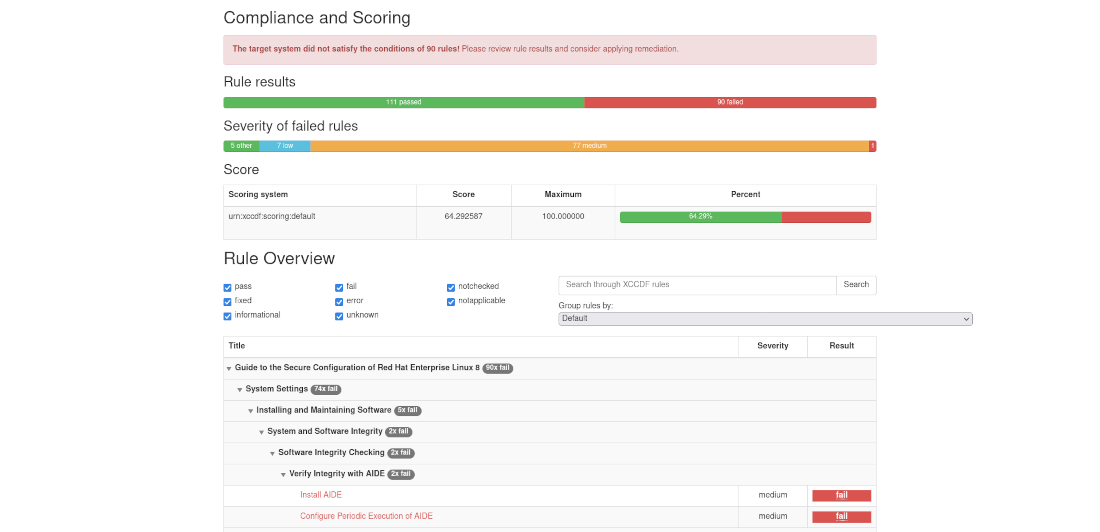 Compliance and Scoring
The target system did not satisfy the conditions of 90 rules! Please review rule results and consider applying remediation.
Rule results
111 passed 90 failed
Severity of failed rules
5 other 7 low 77 medium
Score
Scoring system Score Maximum Percent
urn:xccdf:scoring:default 64.292587 100.000000 64.29%
Rule Overview
pass fail notchecked
fixed error notapplicable
informational unknown
Search through XCCDF rules Search
Group rules by:
Default
Title Severity Result
Guide to the Secure Configuration of Red Hat Enterprise Linux 8 90x fail
System Settings 74x fail
Installing and Maintaining Software 5x fail
System and Software Integrity 2x fail
Software Integrity Checking 2x fail
Verify Integrity with AIDE 2x fail
Install AIDE medium fail
Configure Periodic Execution of AIDE medium fail